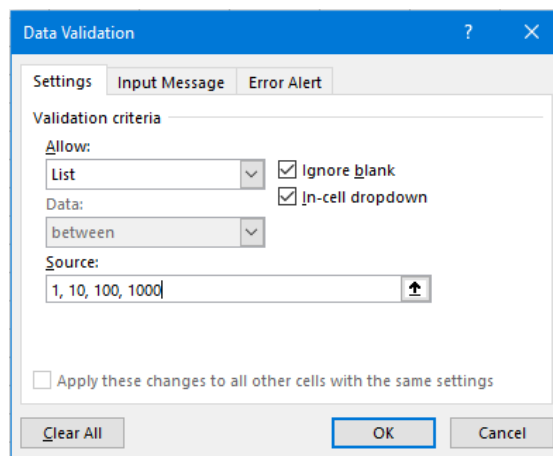 Data Validation ?
Settings Input Message Error Alert
Validation criteria
Allow:
List
Ignore blank
Data:
In-cell dropdown
between
Source:
1, 10, 100, 1000
Apply these changes to all other cells with the same settings
Clear All OK Cancel